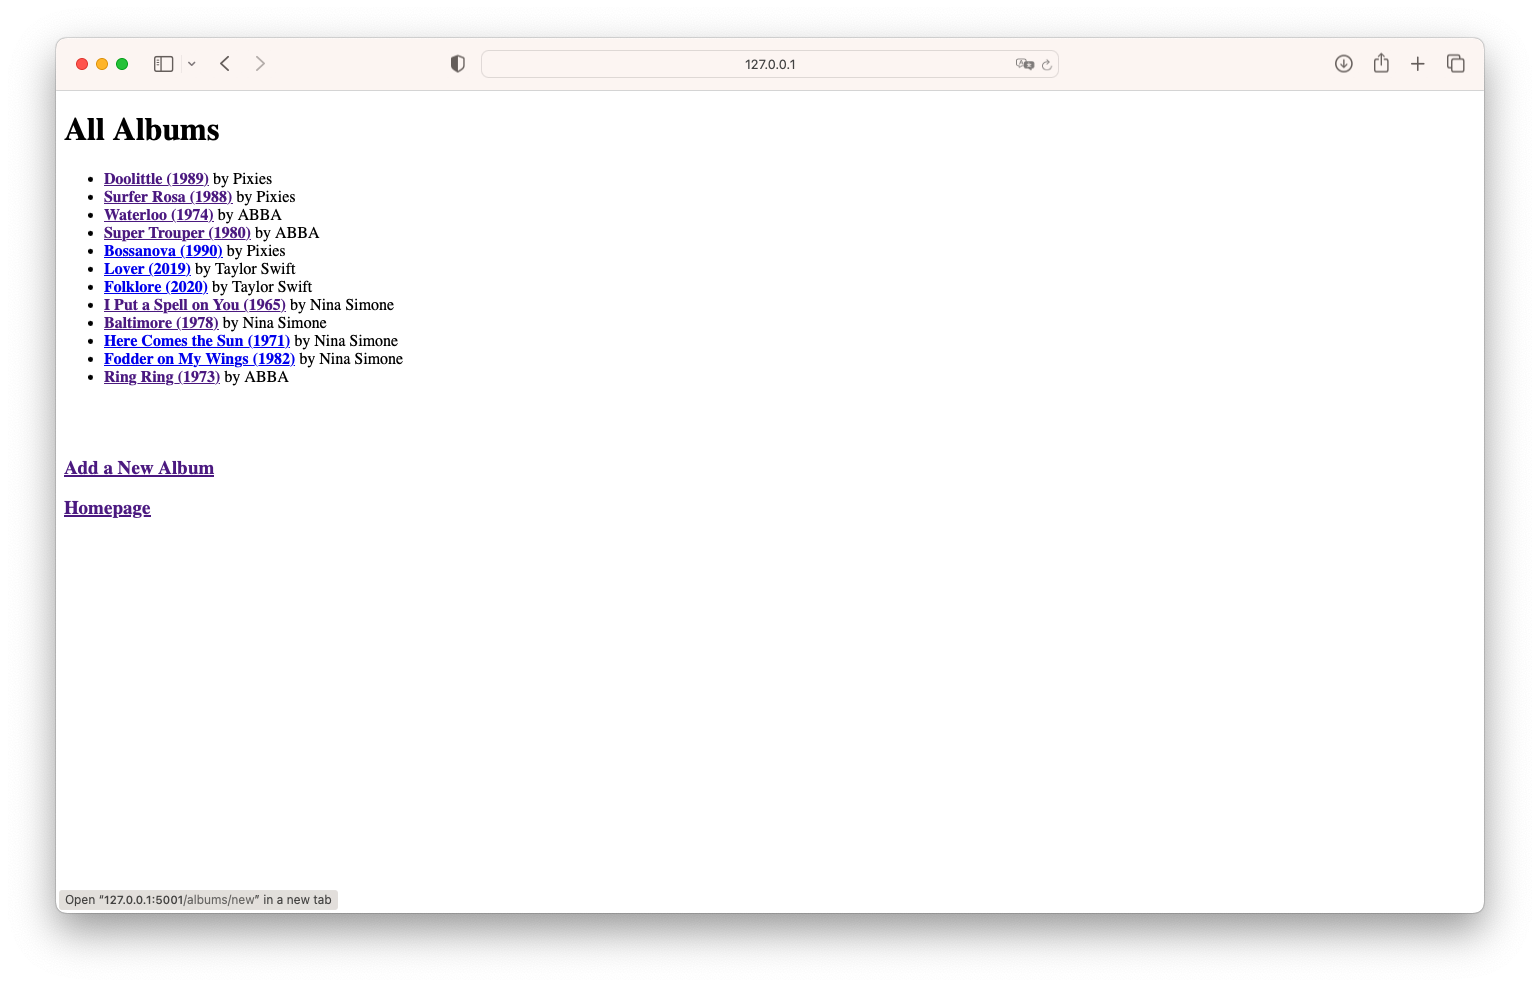 127.0.0.1
All Albums
Doolittle (1989) by Pixies
Surfer Rosa (1988) by Pixies
Waterloo (1974) by ABBA
Super Trouper (1980) by ABBA
Bossanova (1990) by Pixies
Lover (2019) by Taylor Swift
Folklore (2020) by Taylor Swift
I Put a Spell on You (1965) by Nina Simone
Baltimore (1978) by Nina Simone
Here Comes the Sun (1971) by Nina Simone
Fodder on My Wings (1982) by Nina Simone
Ring Ring (1973) by ABBA
Add a New Album
Homepage
Open “127.0.0.1:5001/albums/new” in a new tab